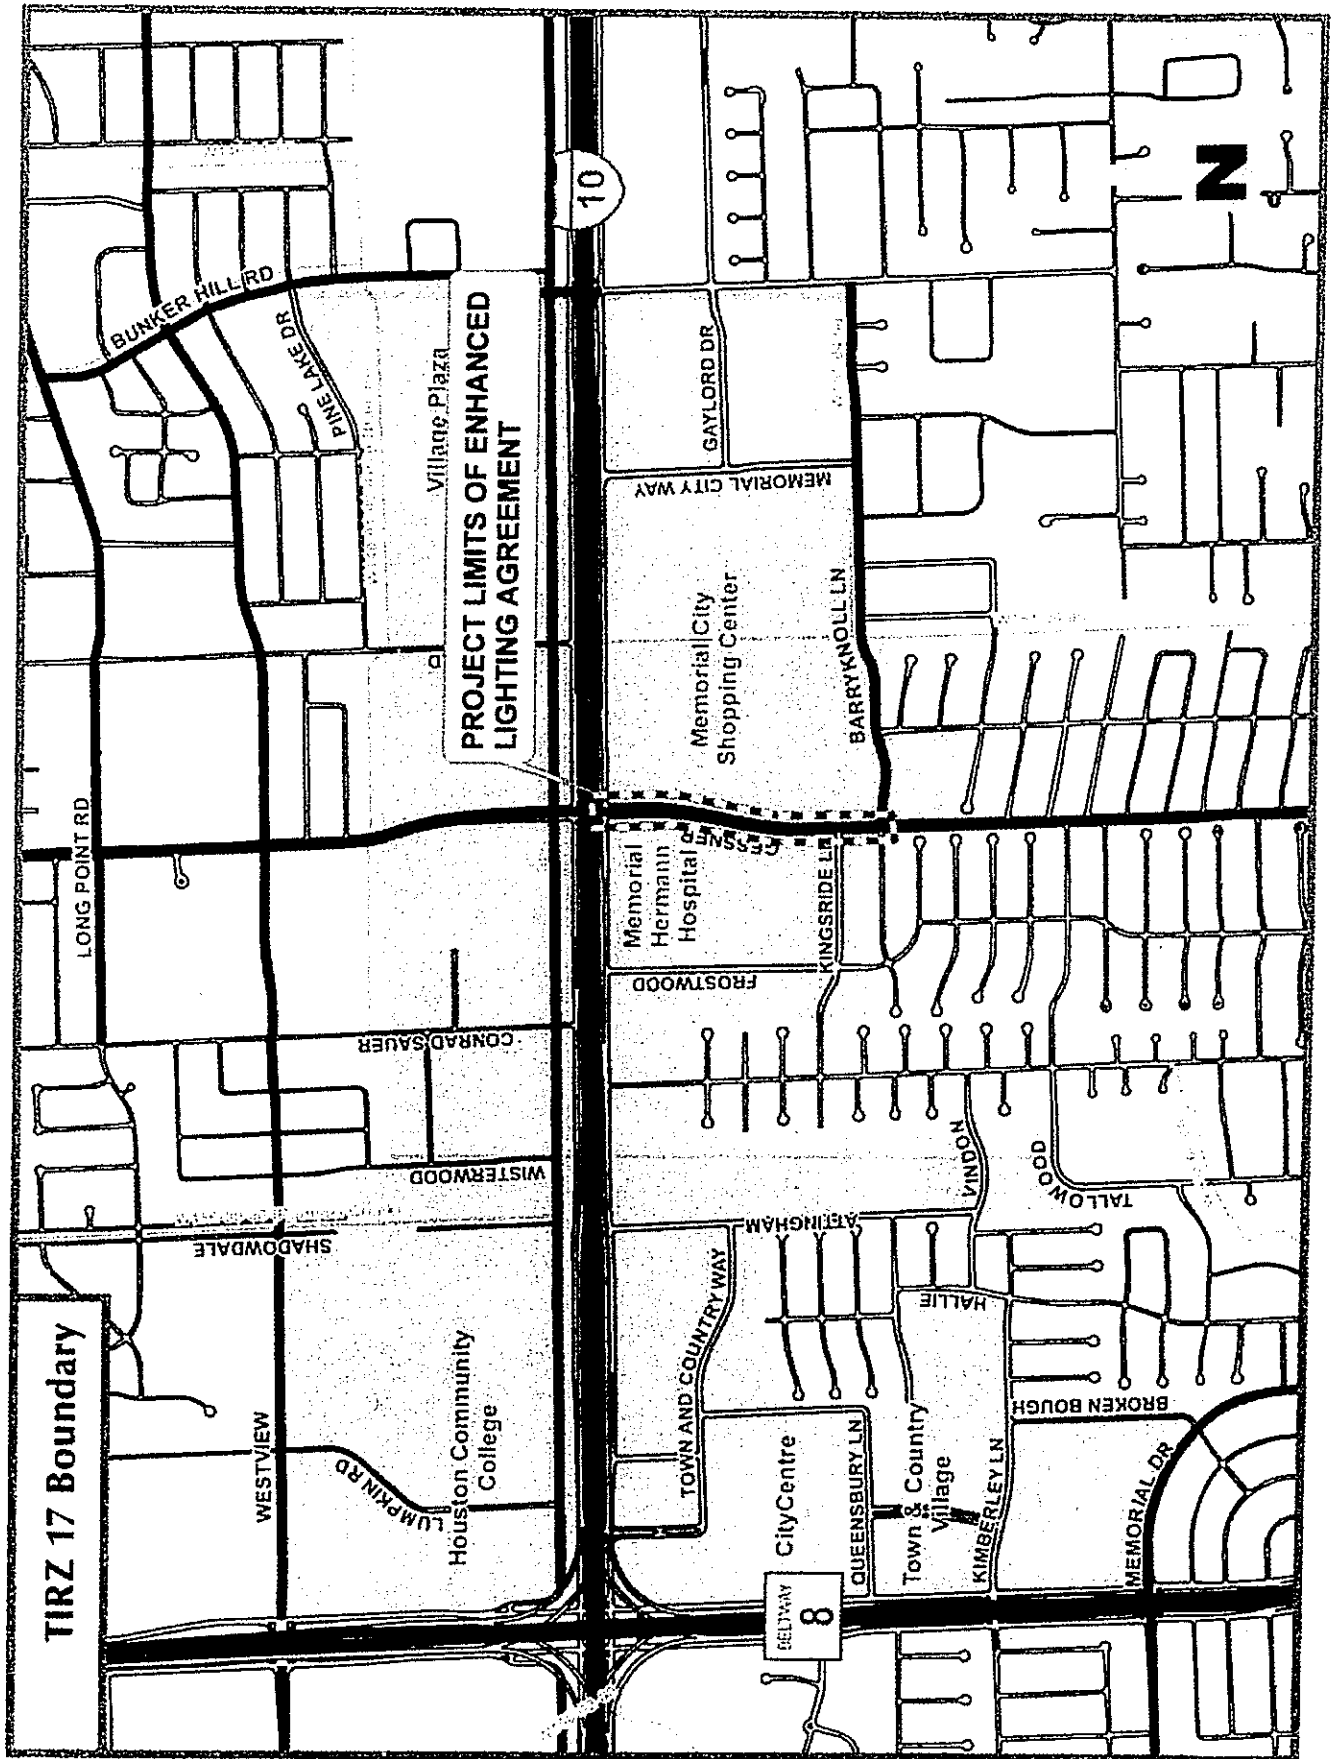 TIRZ 17 Boundary
LONG POINT RD
BUNKER HILL RD
PINE LAKE DR
SHADOWDALE
WESTVIEW
LUMPKIN RD
Houston Community
College
WISTERWOOD
CONRAD SAUER
Village Plaza
PROJECT LIMITS OF ENHANCED
LIGHTING AGREEMENT
10
BELTWAY
8
TOWN AND COUNTRY WAY
CityCentre
QUEENSBURY LN
Town & Country
Village
KIMBERLEY LN
MEMORIAL DR
BROKEN BOUGH
HALLIE
ATTINGHAM
VINDON
TALLOWOOD
FROSTWOOD
Memorial
Hermann
Hospital
KINGSRIDE LN
GESSNER
Memorial City
Shopping Center
BARRYKNOLL LN
MEMORIAL CITY WAY
GAYLORD DR
N